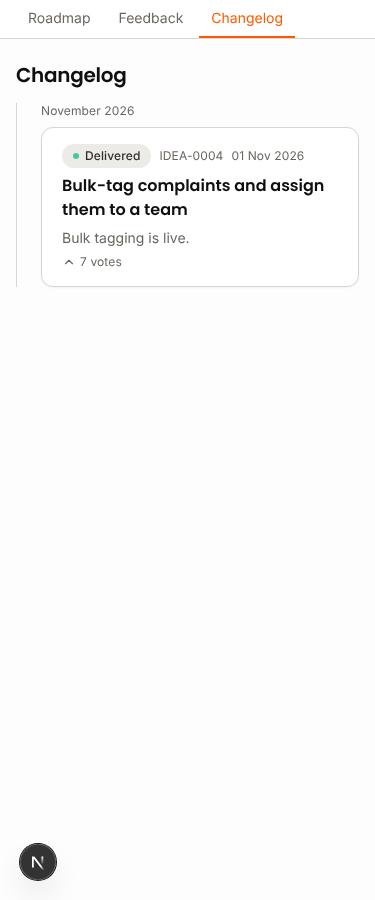 Roadmap Feedback Changelog
Changelog
November 2026
Delivered IDEA-0004 01 Nov 2026
Bulk-tag complaints and assign
them to a team
Bulk tagging is live.
7 votes
N